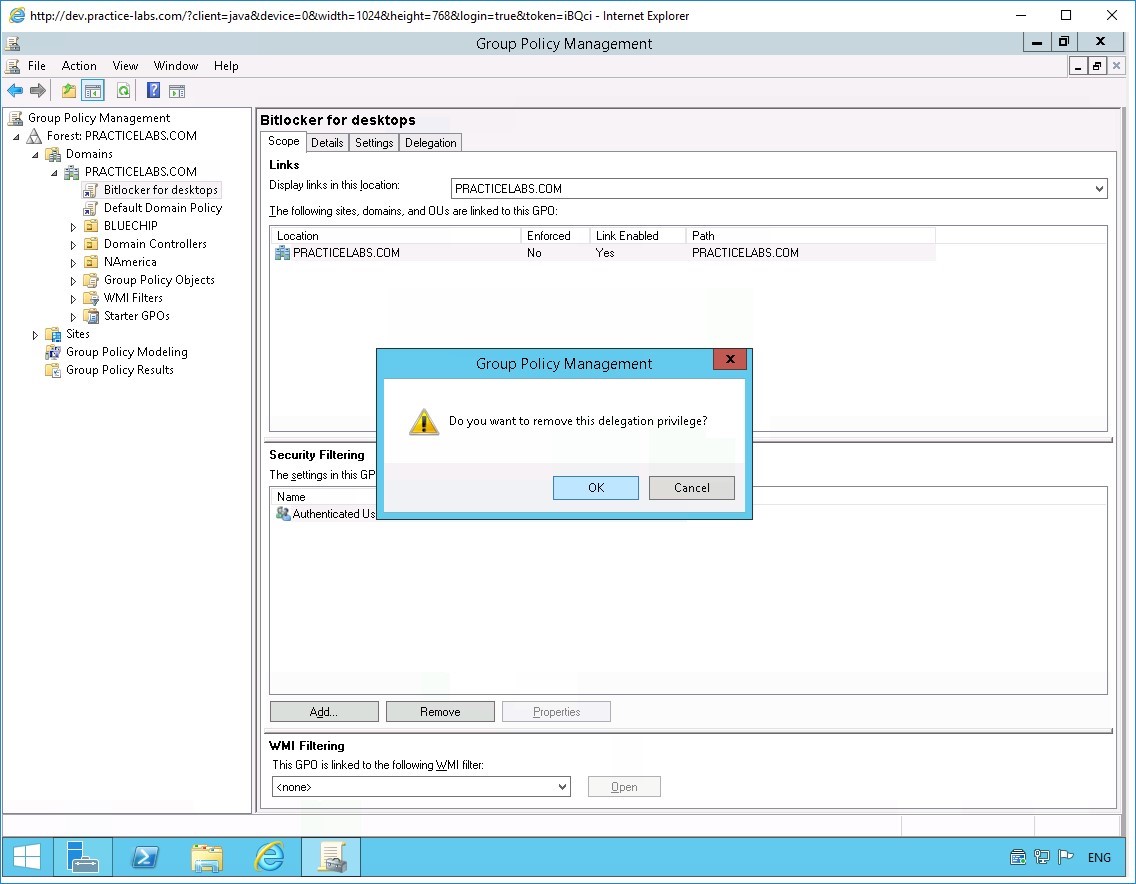 http://dev.practice-labs.com/?client=java&device=0&width=1024&height=768&login=true&token=iBQci - Internet Explorer
Group Policy Management
File Action View Window Help
Group Policy Management
Forest: PRACTICELABS.COM
Domains
PRACTICELABS.COM
Bitlocker for desktops
Default Domain Policy
BLUECHIP
Domain Controllers
NAmerica
Group Policy Objects
WMI Filters
Starter GPOs
Sites
Group Policy Modeling
Group Policy Results
Bitlocker for desktops
Scope Details Settings Delegation
Links
Display links in this location: PRACTICELABS.COM
The following sites, domains, and OUs are linked to this GPO:
Location Enforced Link Enabled Path
PRACTICELABS.COM No Yes PRACTICELABS.COM
Group Policy Management
Do you want to remove this delegation privilege?
OK Cancel
Security Filtering
The settings in this GP
Name
Authenticated Us
Add... Remove Properties
WMI Filtering
This GPO is linked to the following WMI filter:
<none> Open
ENG